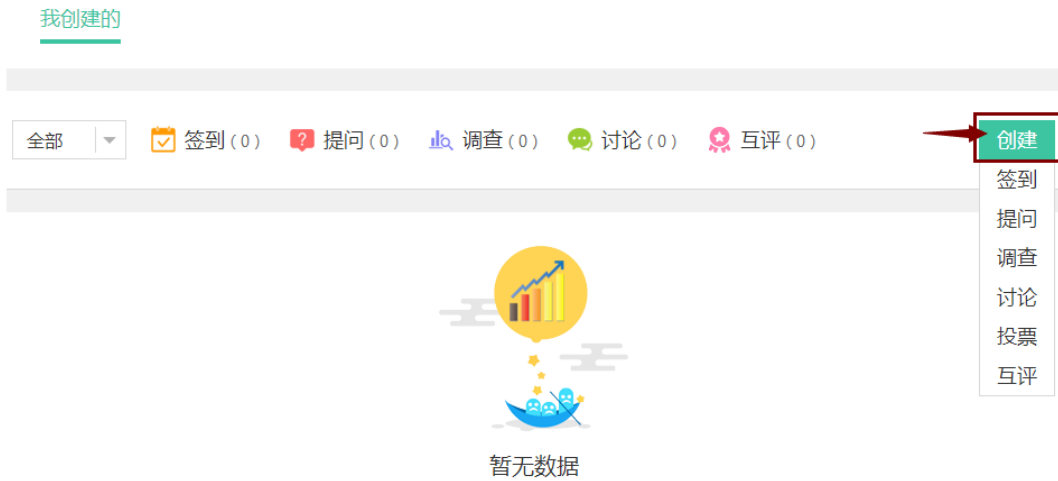 我创建的
全部 签到(0) 提问(0) 调查(0) 讨论(0) 互评(0) 创建
签到
提问
调查
讨论
投票
互评
暂无数据